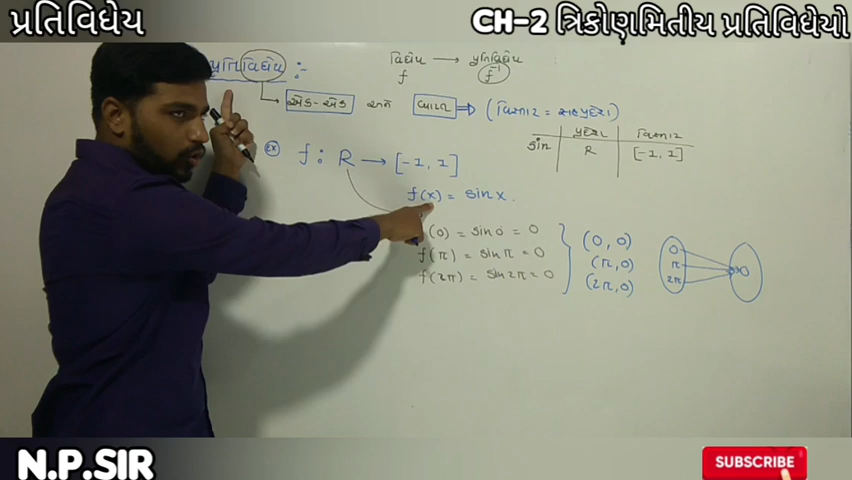 પ્રતિવિધેય
CH-2 ત્રિકોણમિતીય પ્રતિવિધેયો
પ્રતિવિધેય :-
વિધેય → પ્રતિવિધેય
f f⁻¹
એક-એક અને વ્યાપ્ત ⇒ (વિસ્તાર = સહપ્રદેશ)
પ્રદેશ વિસ્તાર
sin R [-1, 1]
Ex f : R → [-1, 1]
f(x) = sin x .
(0) = sin 0 = 0
f(π) = sin π = 0
f(2π) = sin 2π = 0
(0, 0)
(π, 0)
(2π, 0)
0
π
2π
0
N.P.SIR
SUBSCRIBE